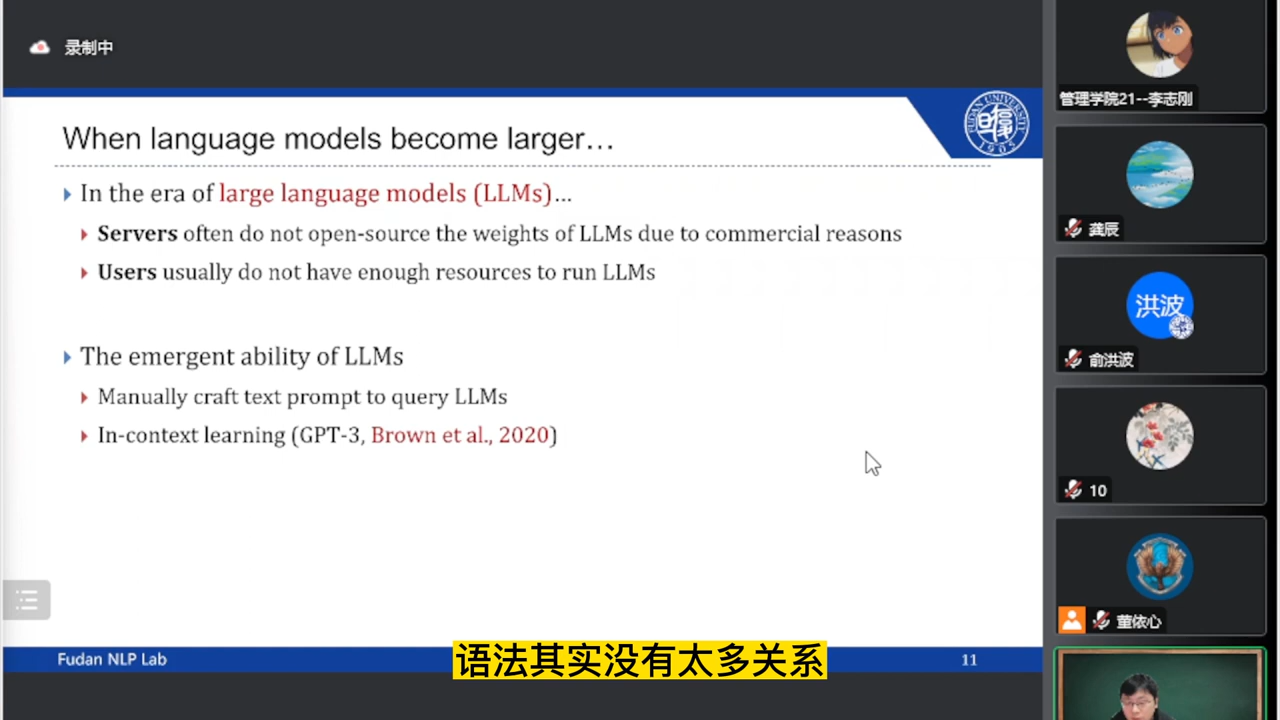 录制中
When language models become larger…
In the era of large language models (LLMs)…
Servers often do not open-source the weights of LLMs due to commercial reasons
Users usually do not have enough resources to run LLMs
The emergent ability of LLMs
Manually craft text prompt to query LLMs
In-context learning (GPT-3, Brown et al., 2020)
Fudan NLP Lab
11
语法其实没有太多关系
FUDAN UNIVERSITY
1905
管理学院21--李志刚
龚辰
洪波
俞洪波
10
董依心